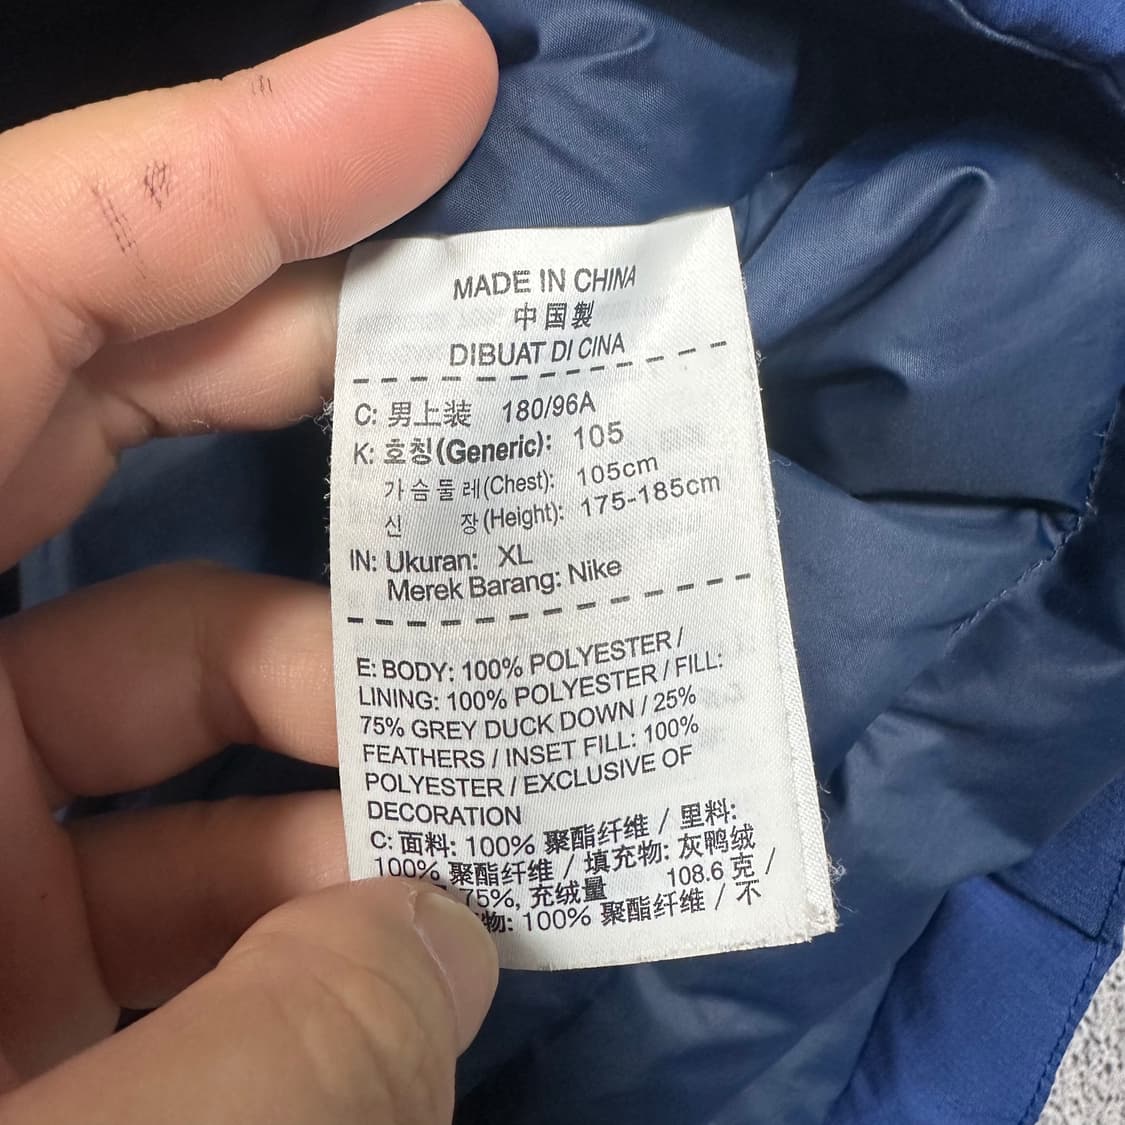 MADE IN CHINA
中国製
DIBUAT DI CINA
C: 男上装 180/96A
K: 호칭(Generic): 105
가슴둘레(Chest): 105cm
신 장(Height): 175-185cm
IN: Ukuran: XL
Merek Barang: Nike
E: BODY: 100% POLYESTER /
LINING: 100% POLYESTER / FILL:
75% GREY DUCK DOWN / 25%
FEATHERS / INSET FILL: 100%
POLYESTER / EXCLUSIVE OF
DECORATION
C: 面料: 100% 聚酯纤维 / 里料:
100% 聚酯纤维 / 填充物: 灰鸭绒
75%, 充绒量 108.6 克 /
物: 100% 聚酯纤维 / 不